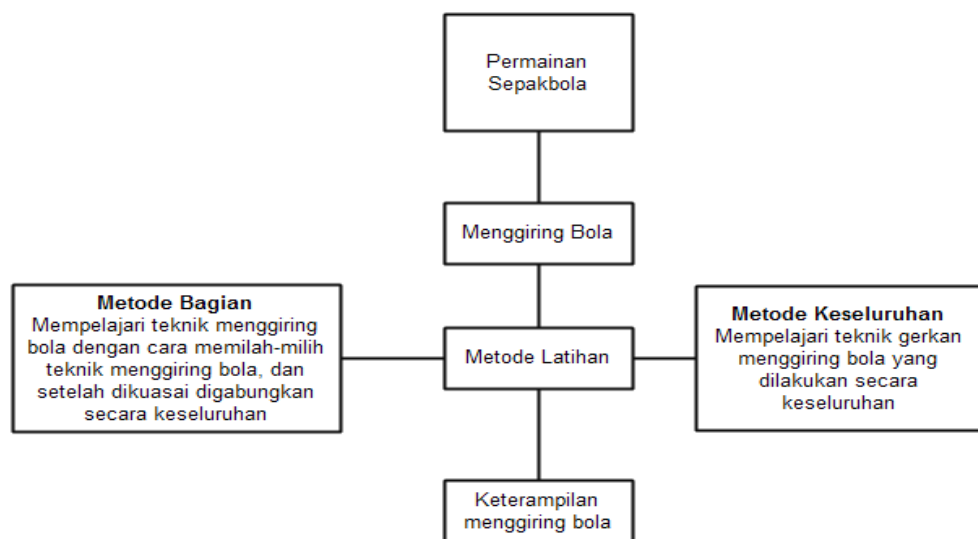 Permainan
Sepakbola
Menggiring Bola
Metode Bagian
Mempelajari teknik menggiring
bola dengan cara memilah-milih
teknik menggiring bola, dan
setelah dikuasai digabungkan
secara keseluruhan
Metode Latihan
Metode Keseluruhan
Mempelajari teknik gerkan
menggiring bola yang
dilakukan secara
keseluruhan
Keterampilan
menggiring bola